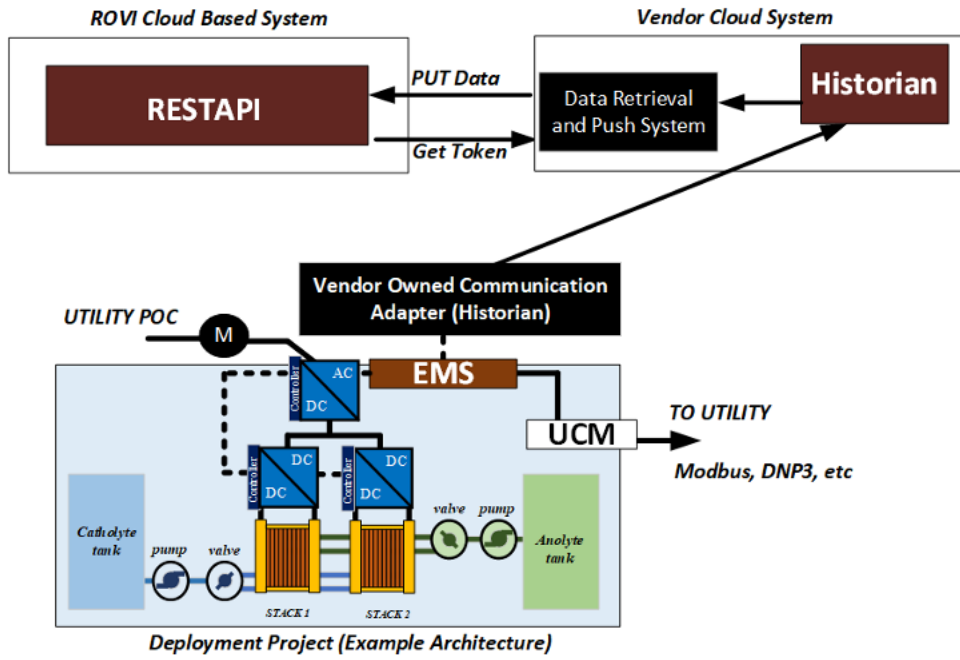 ROVI Cloud Based System
Vendor Cloud System
RESTAPI
PUT Data
Get Token
Data Retrieval
and Push System
Historian
Vendor Owned Communication
Adapter (Historian)
UTILITY POC
M
Controller
AC
DC
EMS
UCM
TO UTILITY
Modbus, DNP3, etc
Controller
DC
DC
Controller
DC
DC
Catholyte
tank
pump
valve
valve
pump
Anolyte
tank
STACK 1
STACK 2
Deployment Project (Example Architecture)